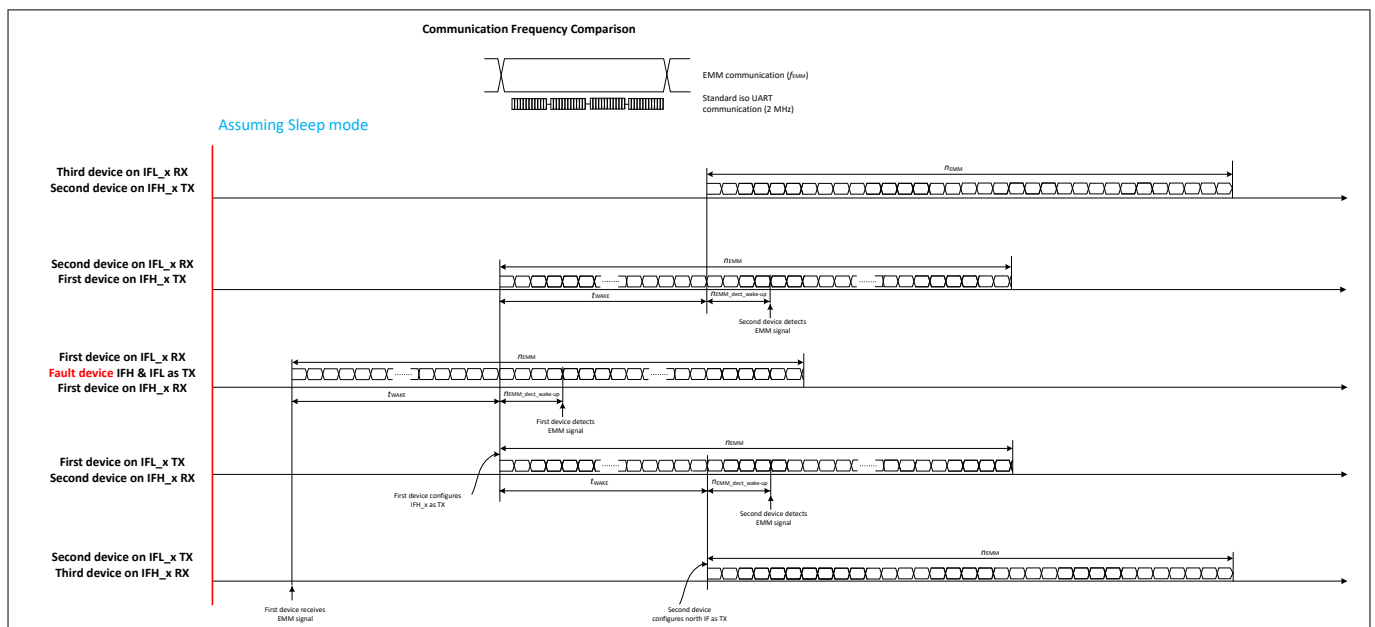 Communication Frequency Comparison
EMM communication (fEMM)
Standard iso UART
communication (2 MHz)
Assuming Sleep mode
Third device on IFL_x RX
Second device on IFH_x TX
nEMM
Second device on IFL_x RX
First device on IFH_x TX
nEMM
tWAKE
nEMM_dect_wake-up
Second device detects
EMM signal
First device on IFL_x RX
Fault device IFH & IFL as TX
First device on IFH_x RX
nEMM
tWAKE
nEMM_dect_wake-up
First device detects
EMM signal
First device on IFL_x TX
Second device on IFH_x RX
nEMM
tWAKE
nEMM_dect_wake-up
First device configures
IFH_x as TX
Second device detects
EMM signal
Second device on IFL_x TX
Third device on IFH_x RX
nEMM
First device receives
EMM signal
Second device
configures north IF as TX